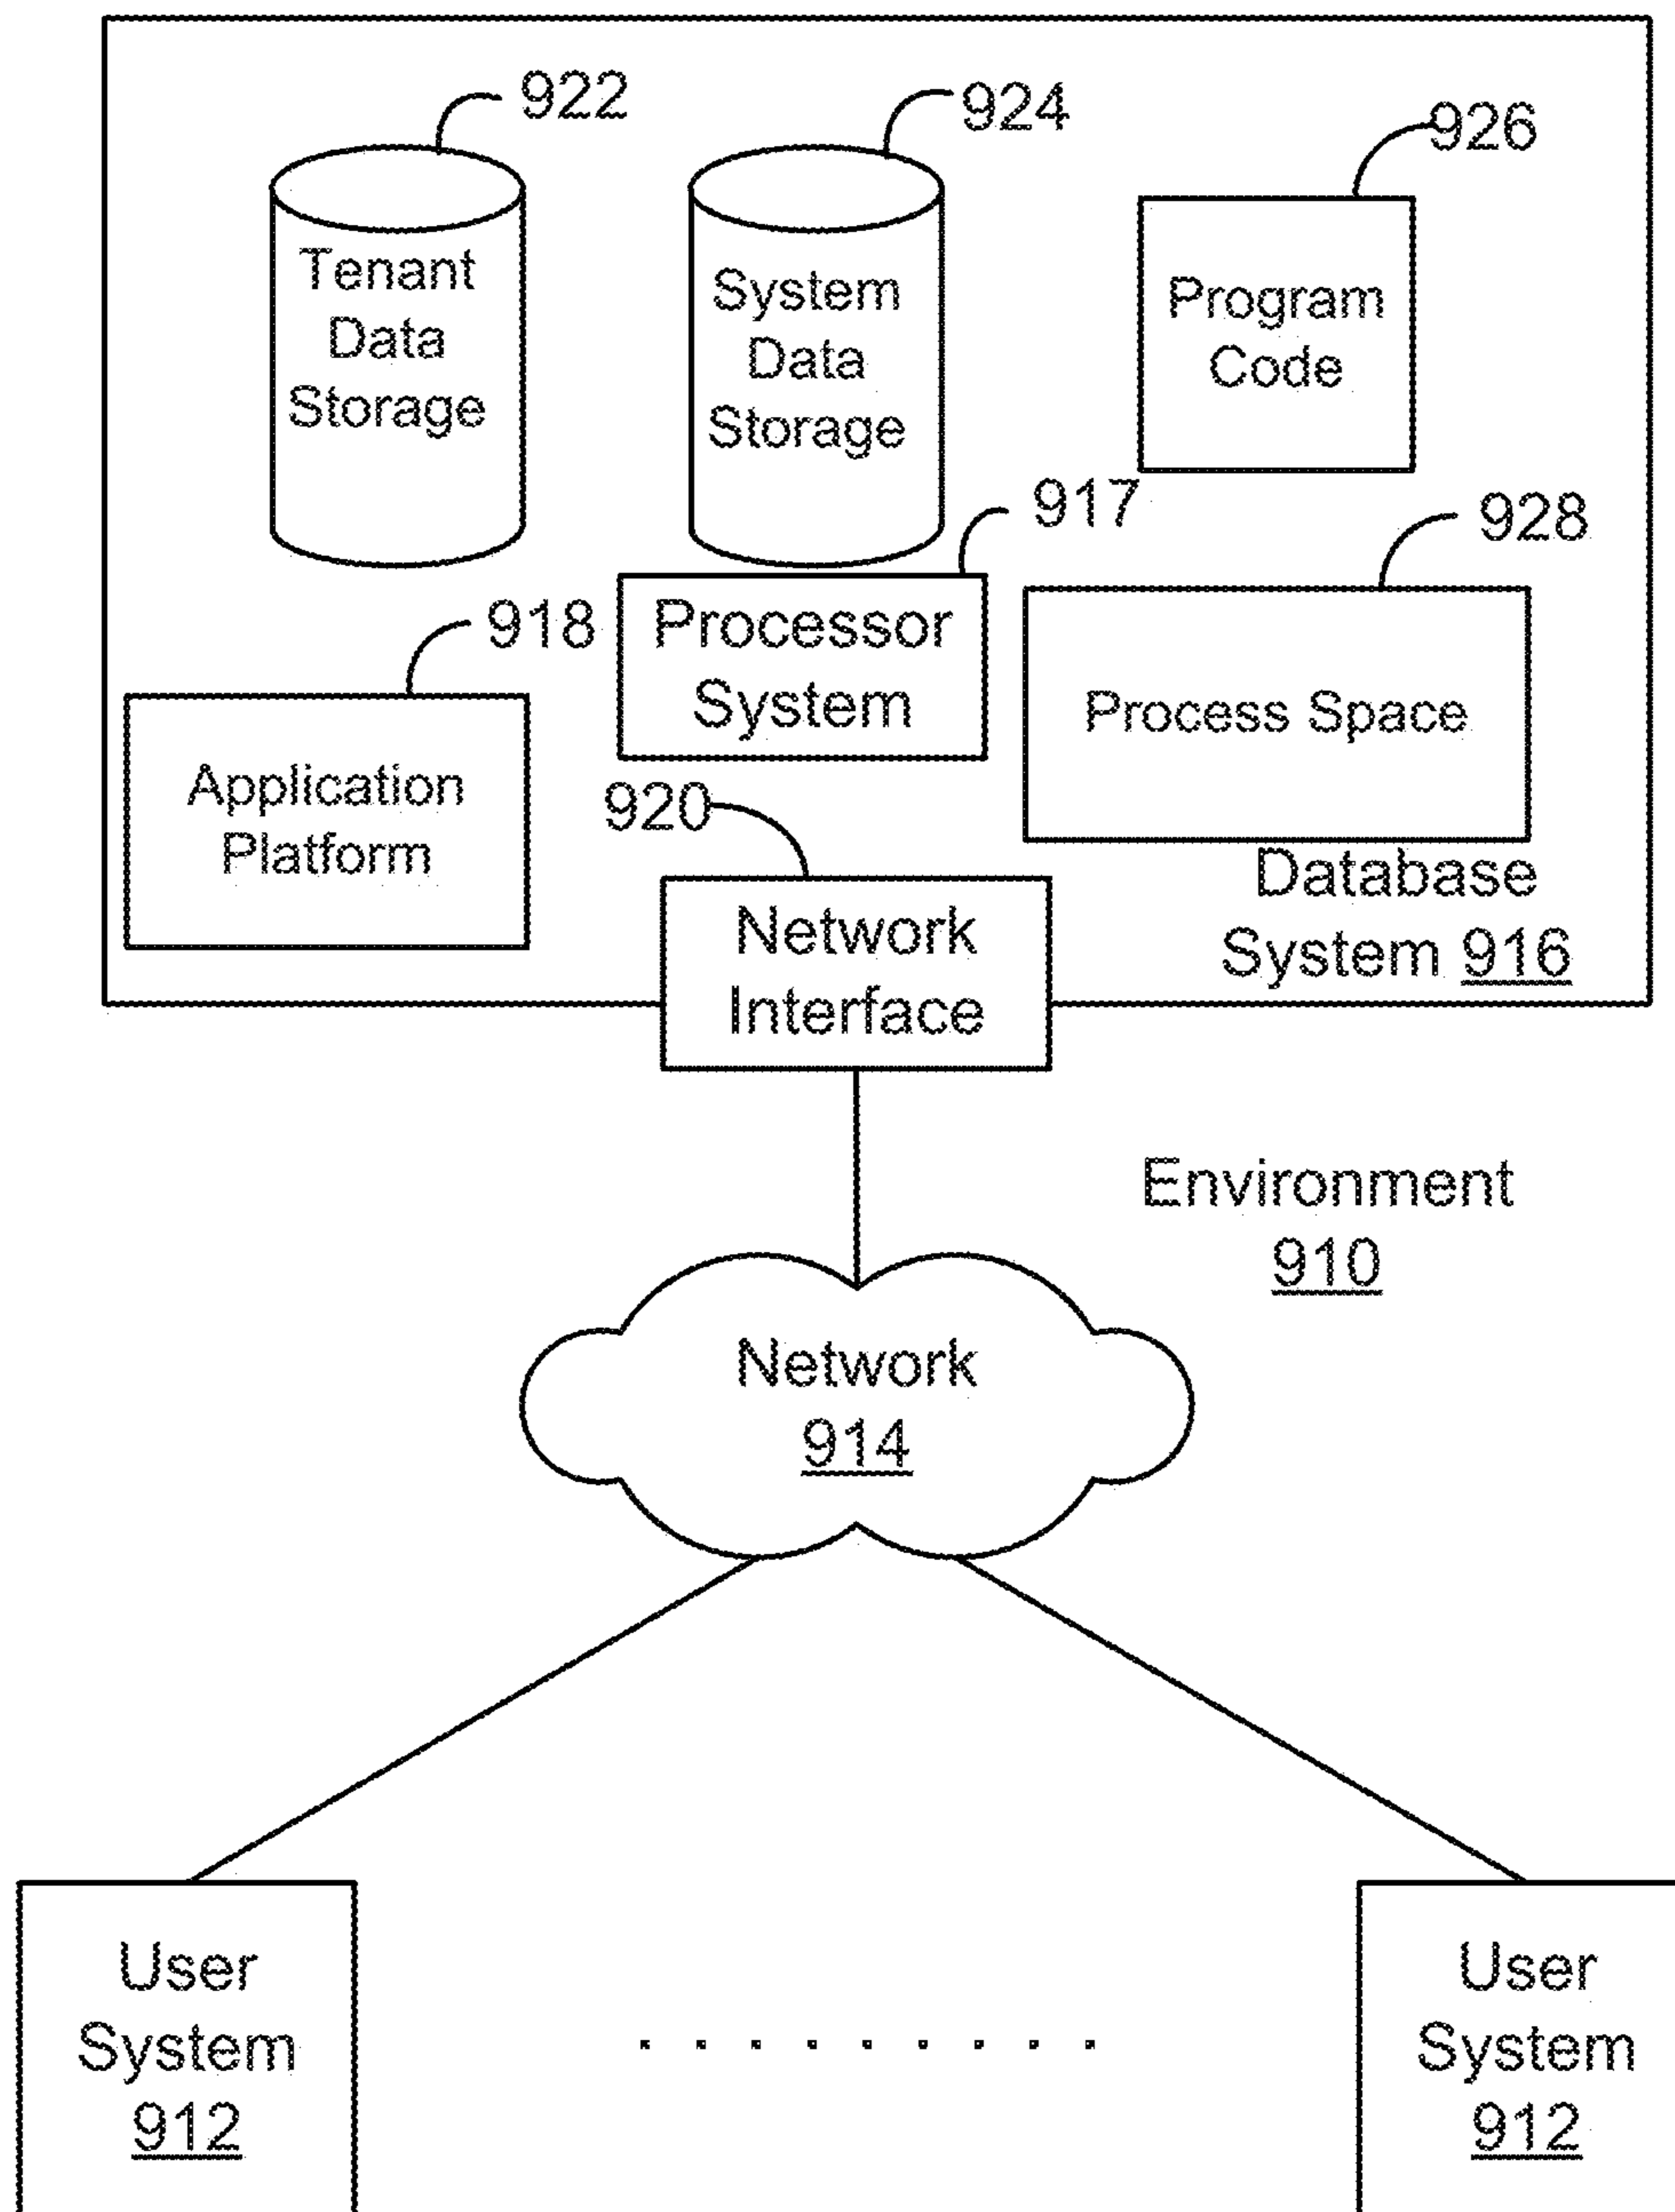 922
924
926
Tenant
Data
Storage
System
Data
Storage
Program
Code
917
928
918
Processor
System
Process Space
Application
Platform
920
Database
System 916
Network
Interface
Environment
910
Network
914
User
System
912
User
System
912